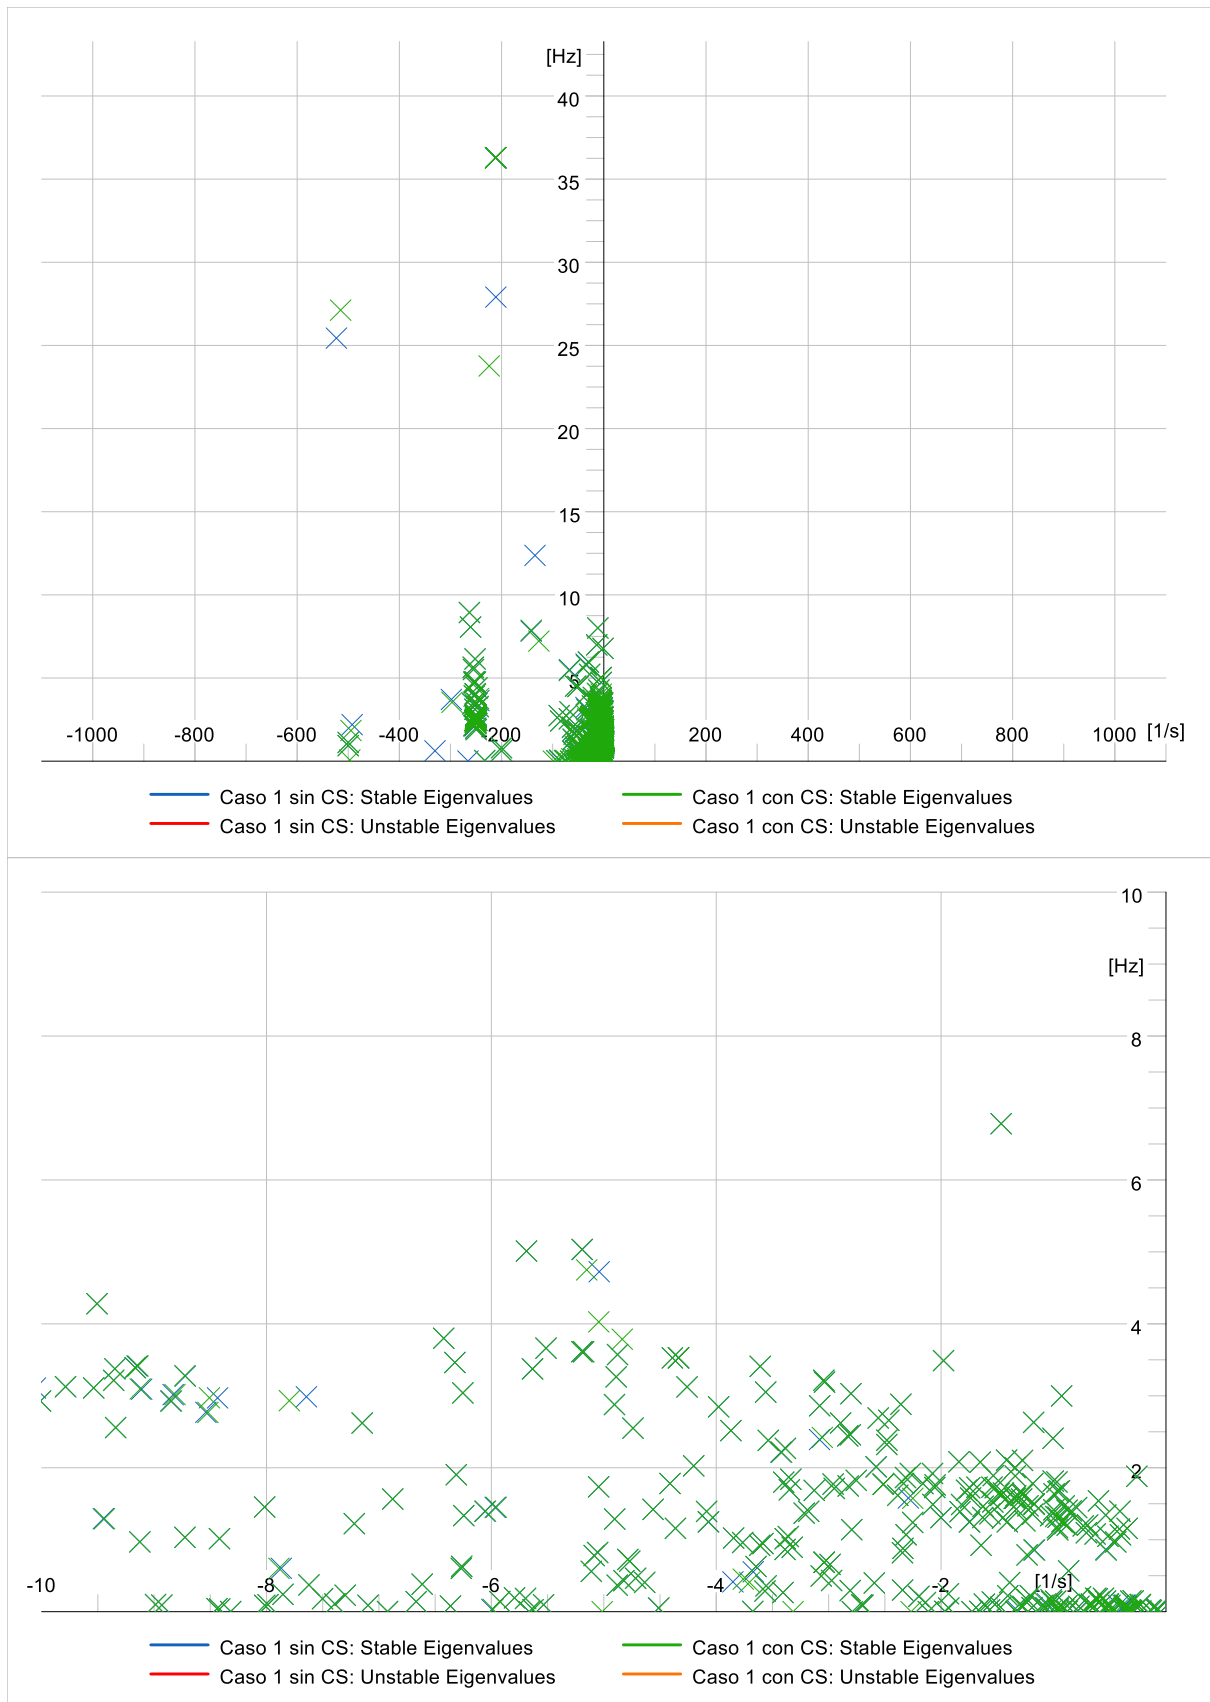 [Hz]
40
35
30
25
20
15
10
5
-1000 -800 -600 -400 -200 200 400 600 800 1000 [1/s]
Caso 1 sin CS: Stable Eigenvalues Caso 1 con CS: Stable Eigenvalues
Caso 1 sin CS: Unstable Eigenvalues Caso 1 con CS: Unstable Eigenvalues
10
[Hz]
8
6
4
2
-10 -8 -6 -4 -2 [1/s]
Caso 1 sin CS: Stable Eigenvalues Caso 1 con CS: Stable Eigenvalues
Caso 1 sin CS: Unstable Eigenvalues Caso 1 con CS: Unstable Eigenvalues